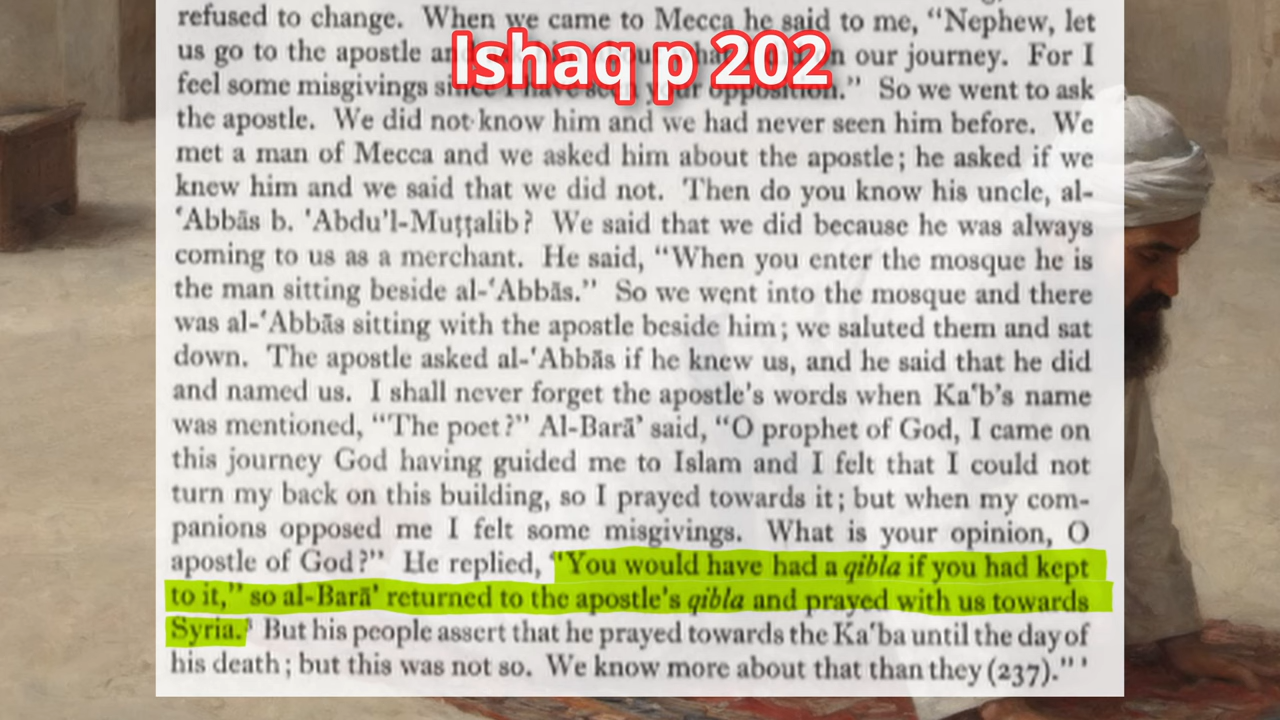 refused to change. When we came to Mecca he said to me, “Nephew, let
Ishaq p 202
us go to the apostle and on our journey. For I
feel some misgivings since I have seen your opposition.” So we went to ask
the apostle. We did not know him and we had never seen him before. We
met a man of Mecca and we asked him about the apostle; he asked if we
knew him and we said that we did not. Then do you know his uncle, al-
‘Abbās b. ’Abdu’l-Muṭṭalib? We said that we did because he was always
coming to us as a merchant. He said, “When you enter the mosque he is
the man sitting beside al-‘Abbās.” So we went into the mosque and there
was al-‘Abbās sitting with the apostle beside him; we saluted them and sat
down. The apostle asked al-‘Abbās if he knew us, and he said that he did
and named us. I shall never forget the apostle’s words when Ka‘b’s name
was mentioned, “The poet?” Al-Barā’ said, “O prophet of God, I came on
this journey God having guided me to Islam and I felt that I could not
turn my back on this building, so I prayed towards it; but when my com-
panions opposed me I felt some misgivings. What is your opinion, O
apostle of God?” He replied, “You would have had a qibla if you had kept
to it,” so al-Barā’ returned to the apostle’s qibla and prayed with us towards
Syria.’ But his people assert that he prayed towards the Ka‘ba until the day of
his death; but this was not so. We know more about that than they (237).” ’